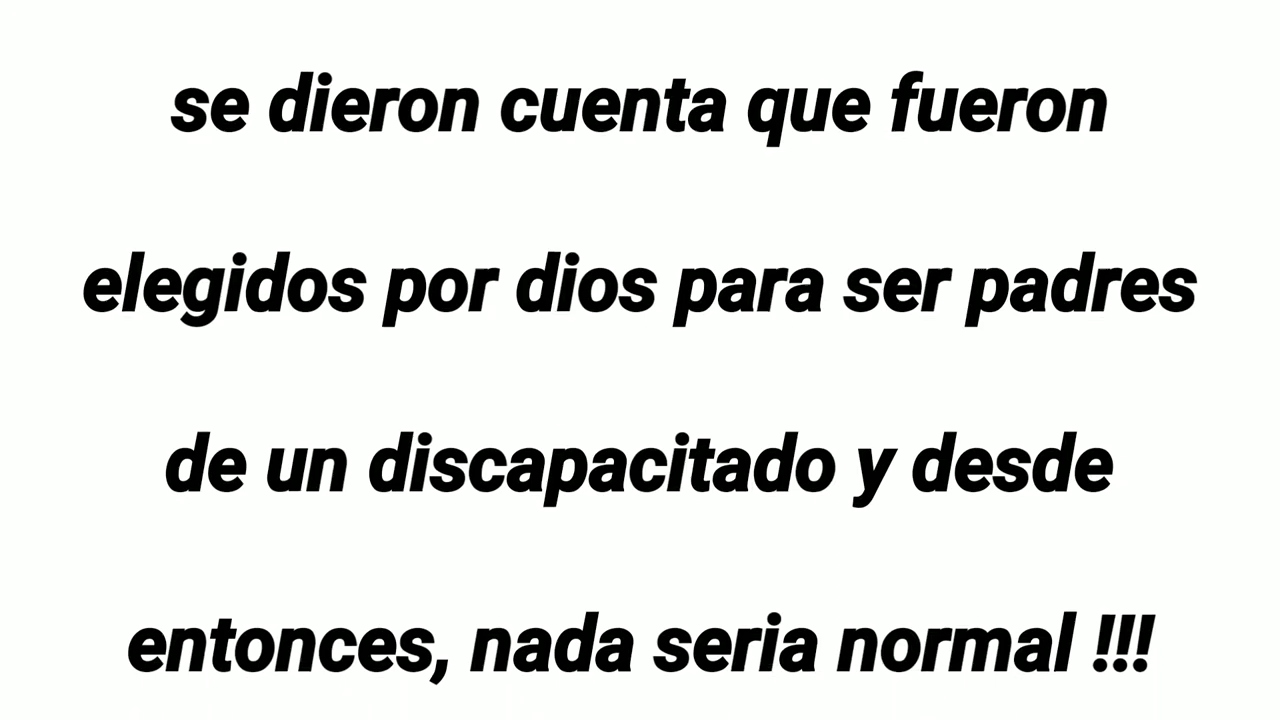 se dieron cuenta que fueron
elegidos por dios para ser padres
de un discapacitado y desde
entonces, nada seria normal !!!